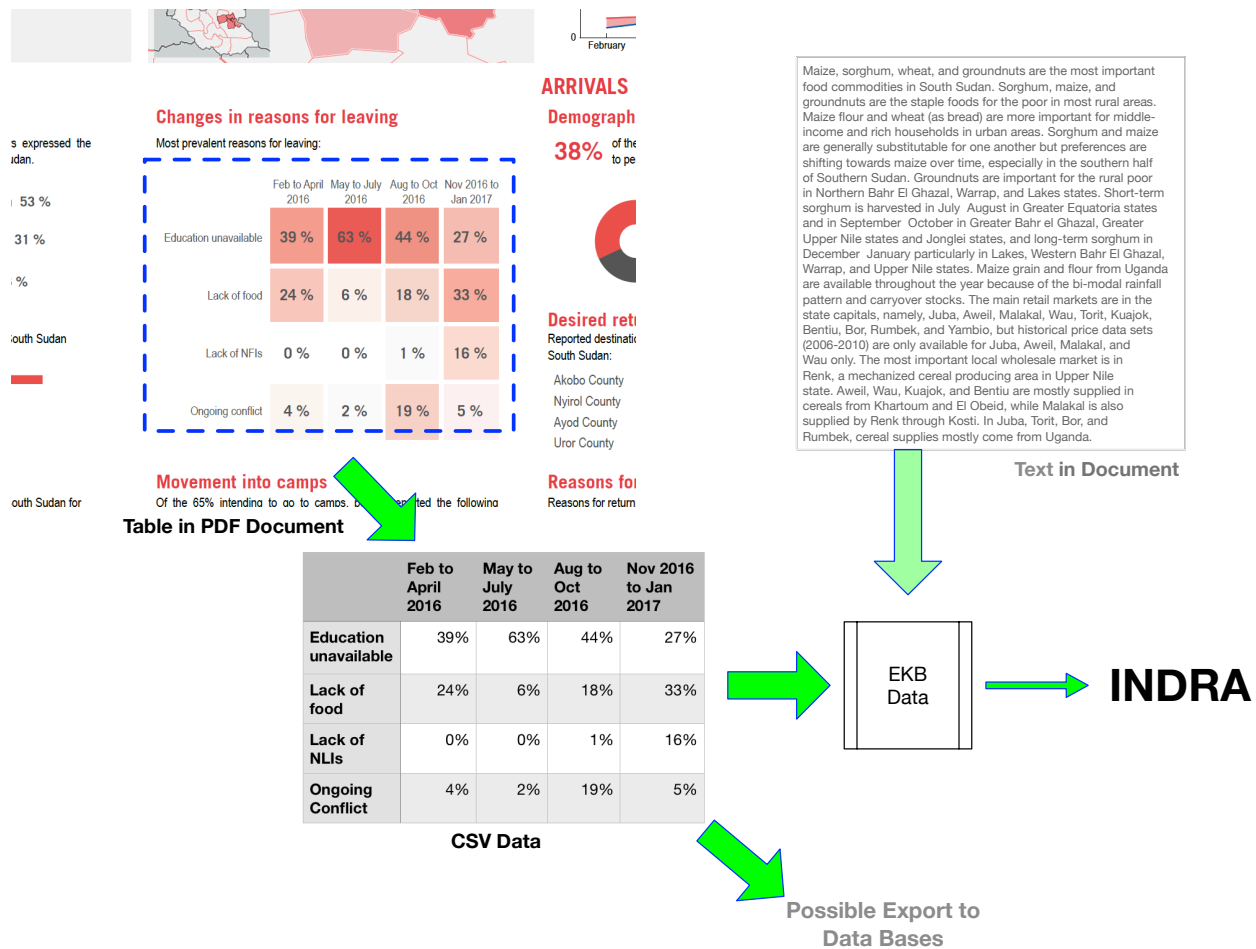 0
February
ARRIVALS
s expressed the
udan.
53 %
31 %
%
South Sudan
outh Sudan for
Changes in reasons for leaving
Most prevalent reasons for leaving:
Feb to April May to July Aug to Oct Nov 2016 to
2016 2016 2016 Jan 2017
Education unavailable 39 % 63 % 44 % 27 %
Lack of food 24 % 6 % 18 % 33 %
Lack of NFIs 0 % 0 % 1 % 16 %
Ongoing conflict 4 % 2 % 19 % 5 %
Movement into camps
Of the 65% intending to go to camps, the following
Demograph
38% of the
to pe
Desired retu
Reported destinatio
South Sudan:
Akobo County
Nyirol County
Ayod County
Uror County
Reasons for
Reasons for return
Table in PDF Document
Maize, sorghum, wheat, and groundnuts are the most important
food commodities in South Sudan. Sorghum, maize, and
groundnuts are the staple foods for the poor in most rural areas.
Maize flour and wheat (as bread) are more important for middle-
income and rich households in urban areas. Sorghum and maize
are generally substitutable for one another but preferences are
shifting towards maize over time, especially in the southern half
of Southern Sudan. Groundnuts are important for the rural poor
in Northern Bahr El Ghazal, Warrap, and Lakes states. Short-term
sorghum is harvested in July  August in Greater Equatoria states
and in September  October in Greater Bahr el Ghazal, Greater
Upper Nile states and Jonglei states, and long-term sorghum in
December  January particularly in Lakes, Western Bahr El Ghazal,
Warrap, and Upper Nile states. Maize grain and flour from Uganda
are available throughout the year because of the bi-modal rainfall
pattern and carryover stocks. The main retail markets are in the
state capitals, namely, Juba, Aweil, Malakal, Wau, Torit, Kuajok,
Bentiu, Bor, Rumbek, and Yambio, but historical price data sets
(2006-2010) are only available for Juba, Aweil, Malakal, and
Wau only. The most important local wholesale market is in
Renk, a mechanized cereal producing area in Upper Nile
state. Aweil, Wau, Kuajok, and Bentiu are mostly supplied in
cereals from Khartoum and El Obeid, while Malakal is also
supplied by Renk through Kosti. In Juba, Torit, Bor, and
Rumbek, cereal supplies mostly come from Uganda.
Text in Document
Feb to May to Aug to Nov 2016
April July Oct to Jan
2016 2016 2016 2017
Education 39% 63% 44% 27%
unavailable
Lack of 24% 6% 18% 33%
food
Lack of 0% 0% 1% 16%
NLIs
Ongoing 4% 2% 19% 5%
Conflict
CSV Data
EKB
Data
INDRA
Possible Export to
Data Bases